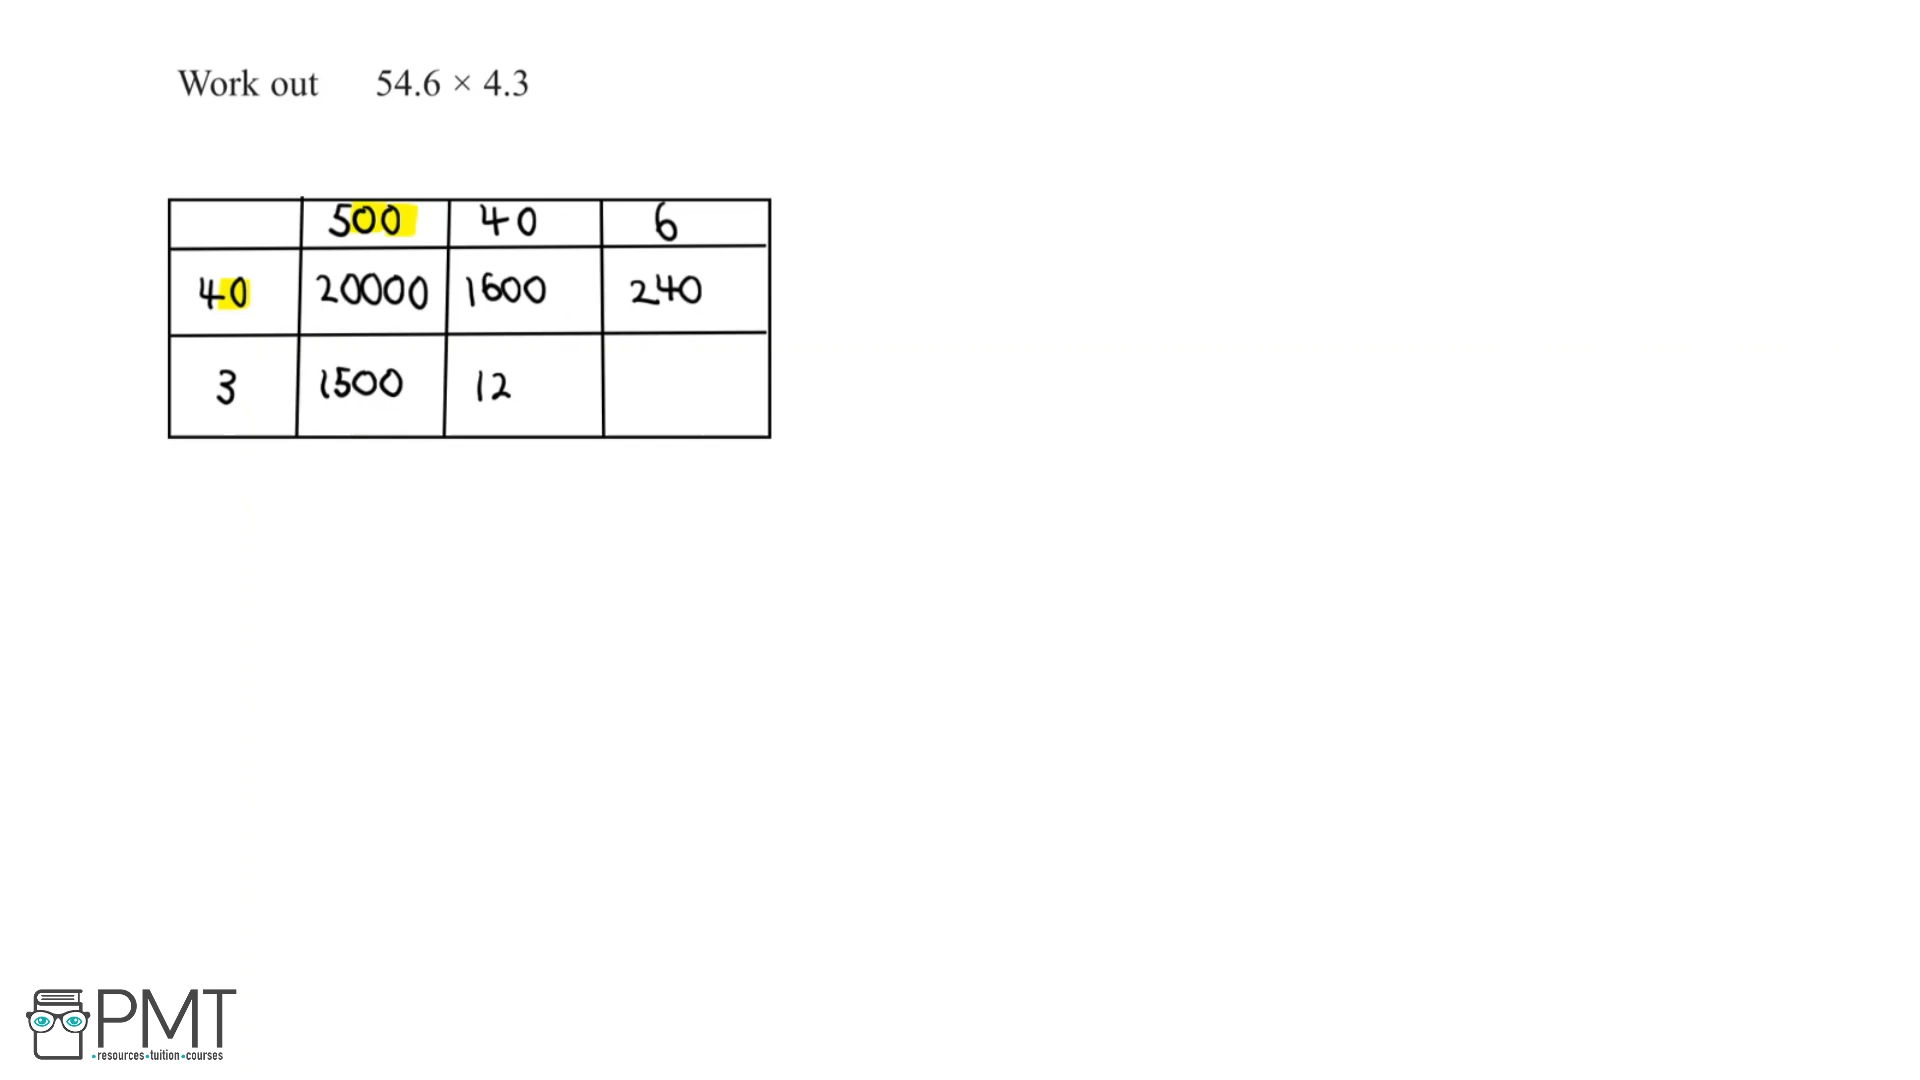 Work out 54.6 × 4.3
500 40 6
40 20000 1600 240
3 1500 12
PMT
•resources•tuition•courses